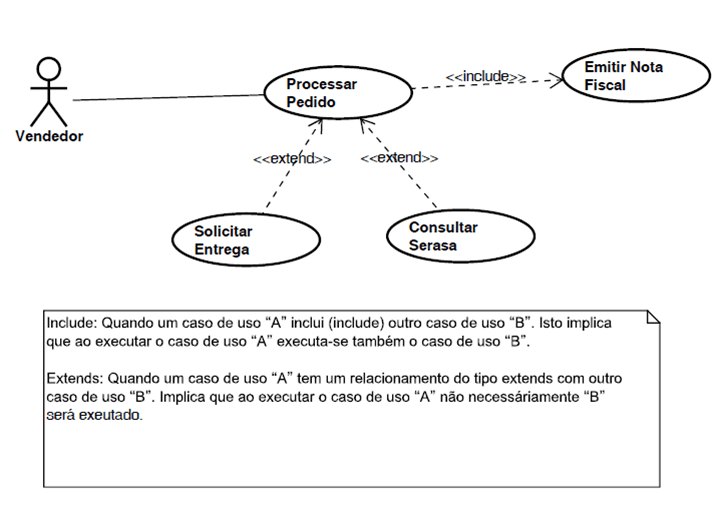 Vendedor
Processar
Pedido
<<include>>
Emitir Nota
Fiscal
<<extend>>
<<extend>>
Solicitar
Entrega
Consultar
Serasa
Include: Quando um caso de uso “A” inclui (include) outro caso de uso “B”. Isto implica
que ao executar o caso de uso “A” executa-se também o caso de uso “B”.
Extends: Quando um caso de uso “A” tem um relacionamento do tipo extends com outro
caso de uso “B”. Implica que ao executar o caso de uso “A” não necessáriamente “B”
será exeutado.